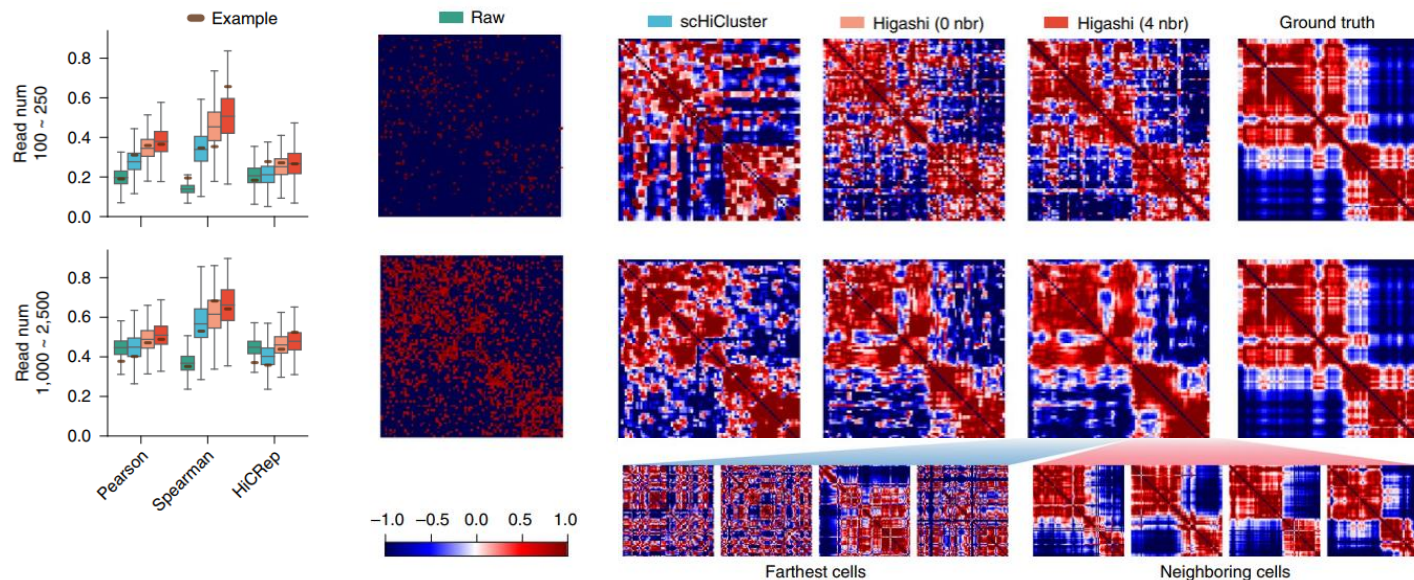 Example
Raw
scHiCluster
Higashi (0 nbr)
Higashi (4 nbr)
Ground truth
Read num
100 ~ 250
0.8
0.6
0.4
0.2
0.0
Read num
1,000 ~ 2,500
0.8
0.6
0.4
0.2
0.0
Pearson
Spearman
HiCRep
−1.0 −0.5 0.0 0.5 1.0
Farthest cells
Neighboring cells